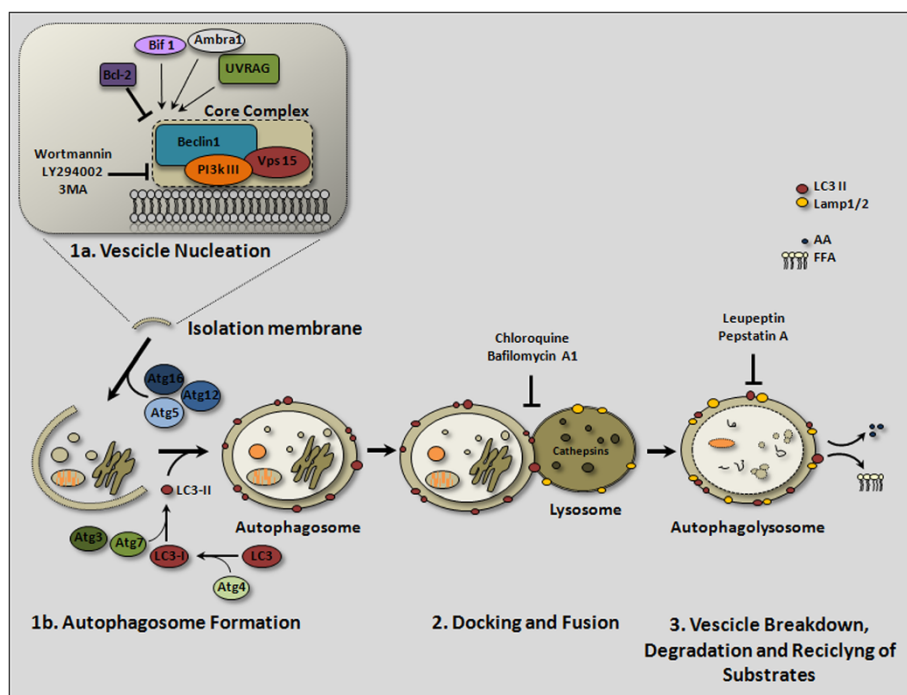 Bif 1
Ambra1
Bcl-2
UVRAG
Core Complex
Beclin1
Vps15
PI3k III
Wortmannin
LY294002
3MA
1a. Vescicle Nucleation
LC3 II
Lamp1/2
AA
FFA
Isolation membrane
Atg16
Atg12
Atg5
Chloroquine
Bafilomycin A1
Leupeptin
Pepstatin A
Cathepsins
LC3-II
Autophagosome
Lysosome
Autophagolysosome
Atg3
Atg7
LC3-I
LC3
Atg4
1b. Autophagosome Formation
2. Docking and Fusion
3. Vescicle Breakdown,
Degradation and Reciclyng of
Substrates